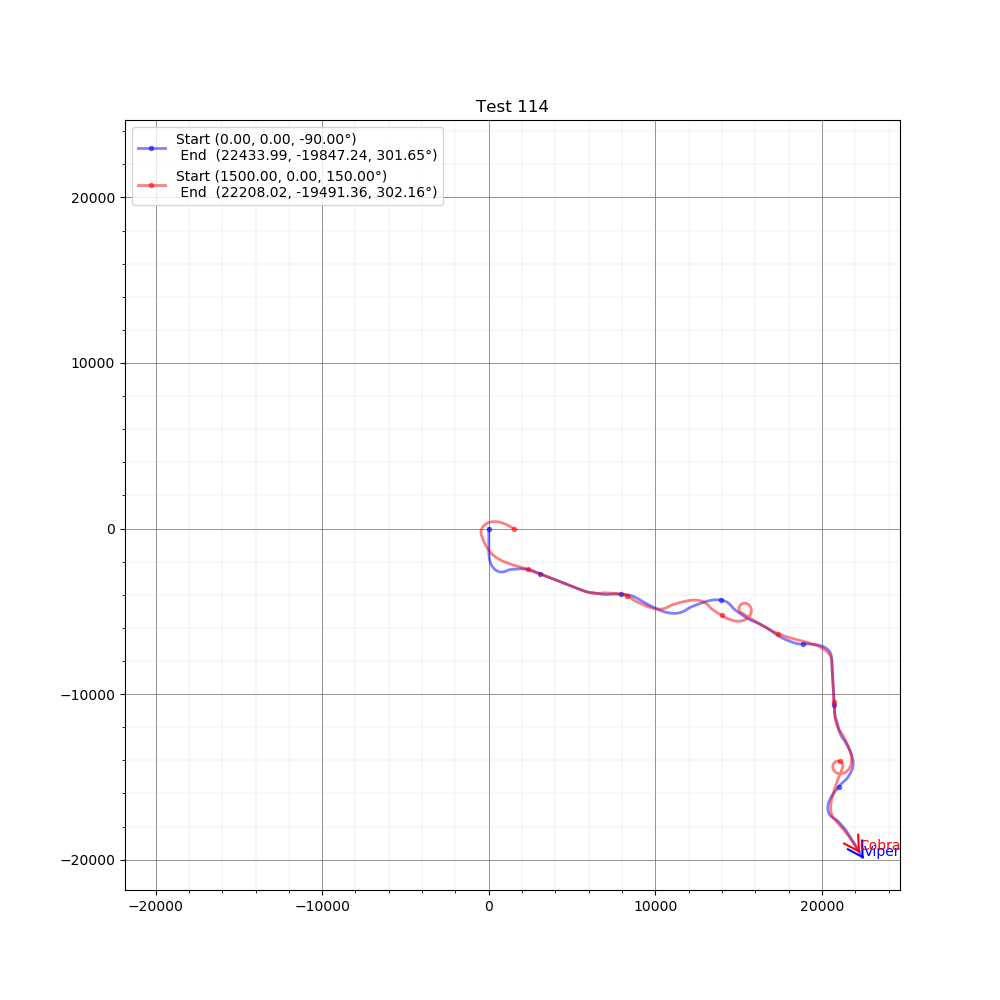 Test 114
Start (0.00, 0.00, -90.00°)
End (22433.99, -19847.24, 301.65°)
Start (1500.00, 0.00, 150.00°)
End (22208.02, -19491.36, 302.16°)
20000
10000
0
−10000
−20000
Cobra
Viper
−20000 −10000 0 10000 20000